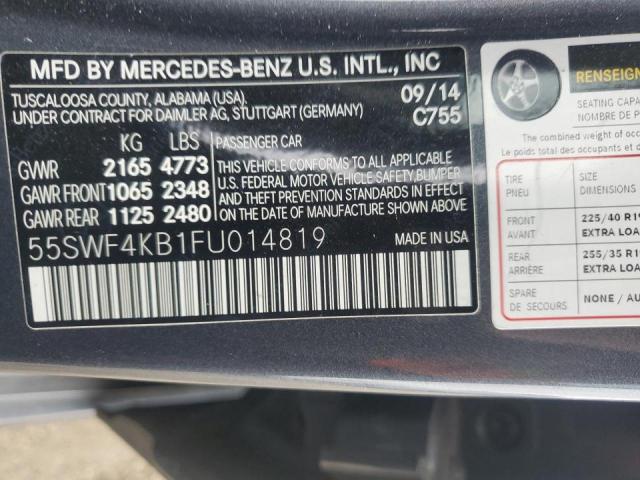 MFD BY MERCEDES-BENZ U.S. INTL., INC
TUSCALOOSA COUNTY, ALABAMA (USA). 09/14
UNDER CONTRACT FOR DAIMLER AG, STUTTGART (GERMANY) C755
KG LBS PASSENGER CAR
GVWR 2165 4773
GAWR FRONT 1065 2348
GAWR REAR 1125 2480
THIS VEHICLE CONFORMS TO ALL APPLICABLE
U.S. FEDERAL MOTOR VEHICLE SAFETY,BUMPER
AND THEFT PREVENTION STANDARDS IN EFFECT
ON THE DATE OF MANUFACTURE SHOWN ABOVE.
55SWF4KB1FU014819 MADE IN USA
RENSEIGN
SEATING CAPA
NOMBRE DE P
The combined weight of occu
Le poids total des occupants et d
TIRE SIZE
PNEU DIMENSIONS
FRONT 225/40 R19
AVANT EXTRA LOA
REAR 255/35 R19
ARRIÈRE EXTRA LOA
SPARE NONE / AU
DE SECOURS